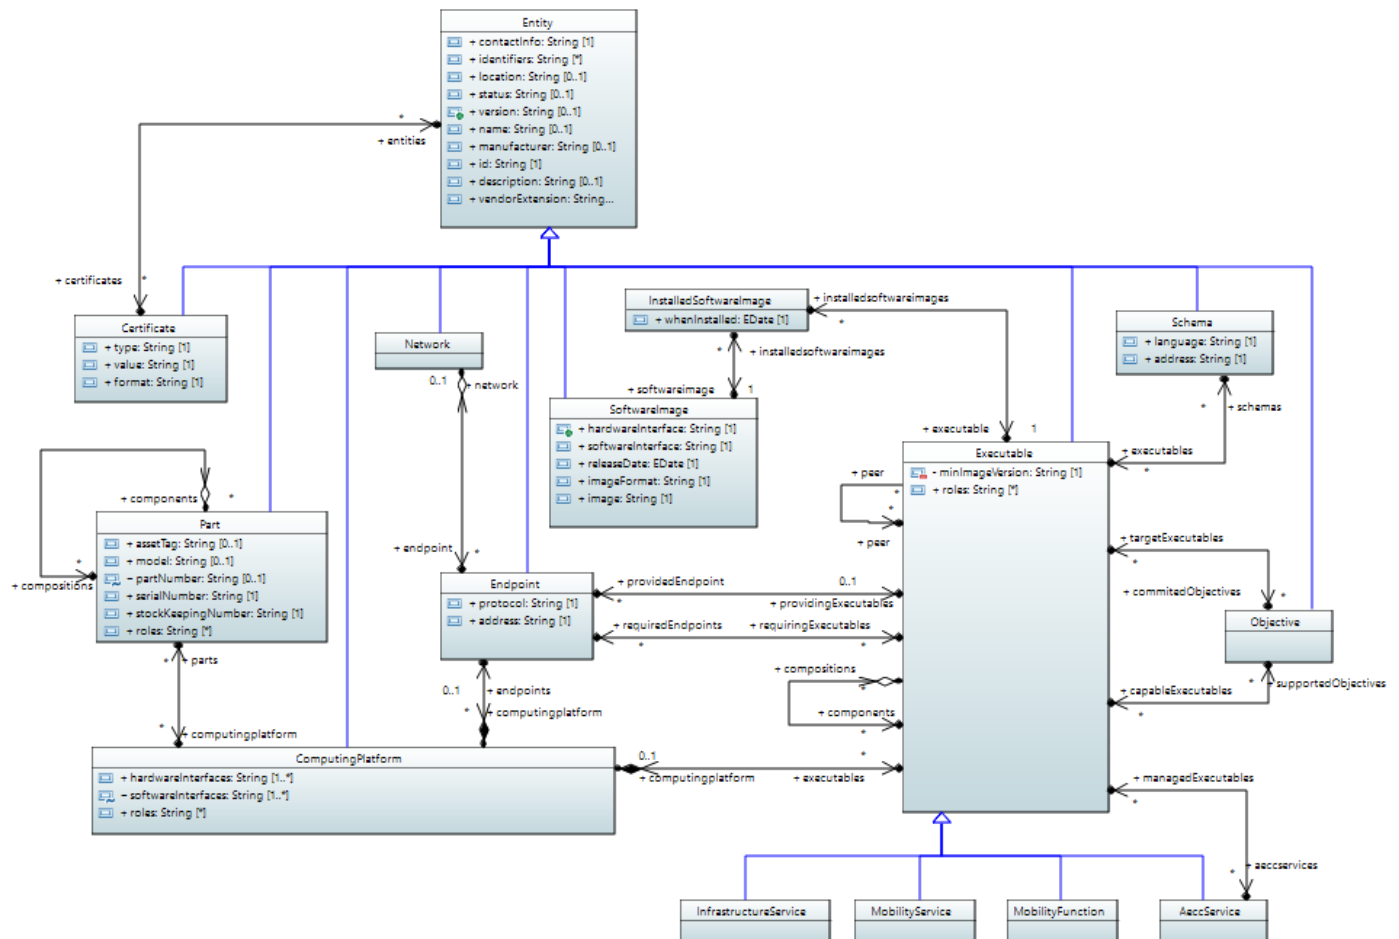 Entity
+ contactInfo: String [1]
+ identifiers: String [*]
+ location: String [0..1]
+ status: String [0..1]
+ version: String [0..1]
+ name: String [0..1]
+ manufacturer: String [0..1]
+ id: String [1]
+ description: String [0..1]
+ vendorExtension: String...
*
+ entities
+ certificates
*
Certificate
+ type: String [1]
+ value: String [1]
+ format: String [1]
Network
0..1
+ network
InstalledSoftwareImage
+ whenInstalled: EDate [1]
+ installedsoftwareimages
*
*
+ installedsoftwareimages
+ softwareimage
1
SoftwareImage
+ hardwareInterface: String [1]
+ softwareInterface: String [1]
+ releaseDate: EDate [1]
+ imageFormat: String [1]
+ image: String [1]
Schema
+ language: String [1]
+ address: String [1]
*
+ schemas
+ executable
1
Executable
- minImageVersion: String [1]
+ roles: String [*]
+ executables
*
+ peer
*
*
+ peer
+ components
*
*
+ compositions
Part
+ assetTag: String [0..1]
+ model: String [0..1]
~ partNumber: String [0..1]
+ serialNumber: String [1]
+ stockKeepingNumber: String [1]
+ roles: String [*]
*
+ parts
*
+ computingplatform
+ endpoint
*
Endpoint
+ protocol: String [1]
+ address: String [1]
+ providedEndpoint
*
0..1
+ providingExecutables
+ requiredEndpoints
*
+ requiringExecutables
*
0..1
+ endpoints
*
+ computingplatform
+ compositions
*
+ components
*
+ targetExecutables
*
+ commitedObjectives
*
Objective
*
+ supportedObjectives
+ capableExecutables
*
ComputingPlatform
+ hardwareInterfaces: String [1..*]
~ softwareInterfaces: String [1..*]
+ roles: String [*]
0..1
+ computingplatform
*
+ executables
+ managedExecutables
*
+ aeccservices
*
InfrastructureService
MobilityService
MobilityFunction
AeccService